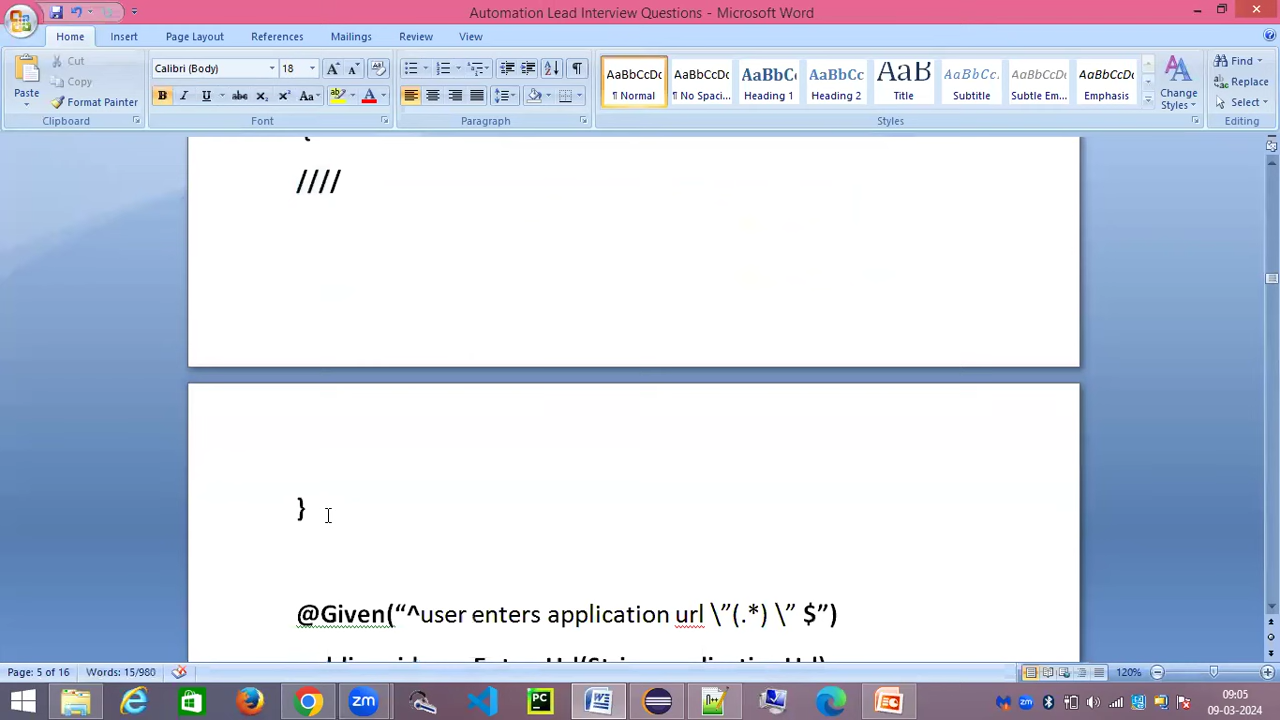 Automation Lead Interview Questions - Microsoft Word
Home Insert Page Layout References Mailings Review View
Cut
Copy
Format Painter
Paste
Clipboard
Calibri (Body) 18
Font
Paragraph
AaBbCcDc AaBbCcDc AaBbC AaBbCc AaB AaBbCc. AaBbCcDc AaBbCcDc
¶ Normal ¶ No Spaci... Heading 1 Heading 2 Title Subtitle Subtle Em... Emphasis
Styles
Change Styles
Find
Replace
Select
Editing
////
}
@Given(“^user enters application url \”(.*) \” $”)
Page: 5 of 16 Words: 15/980 120%
09:05
09-03-2024